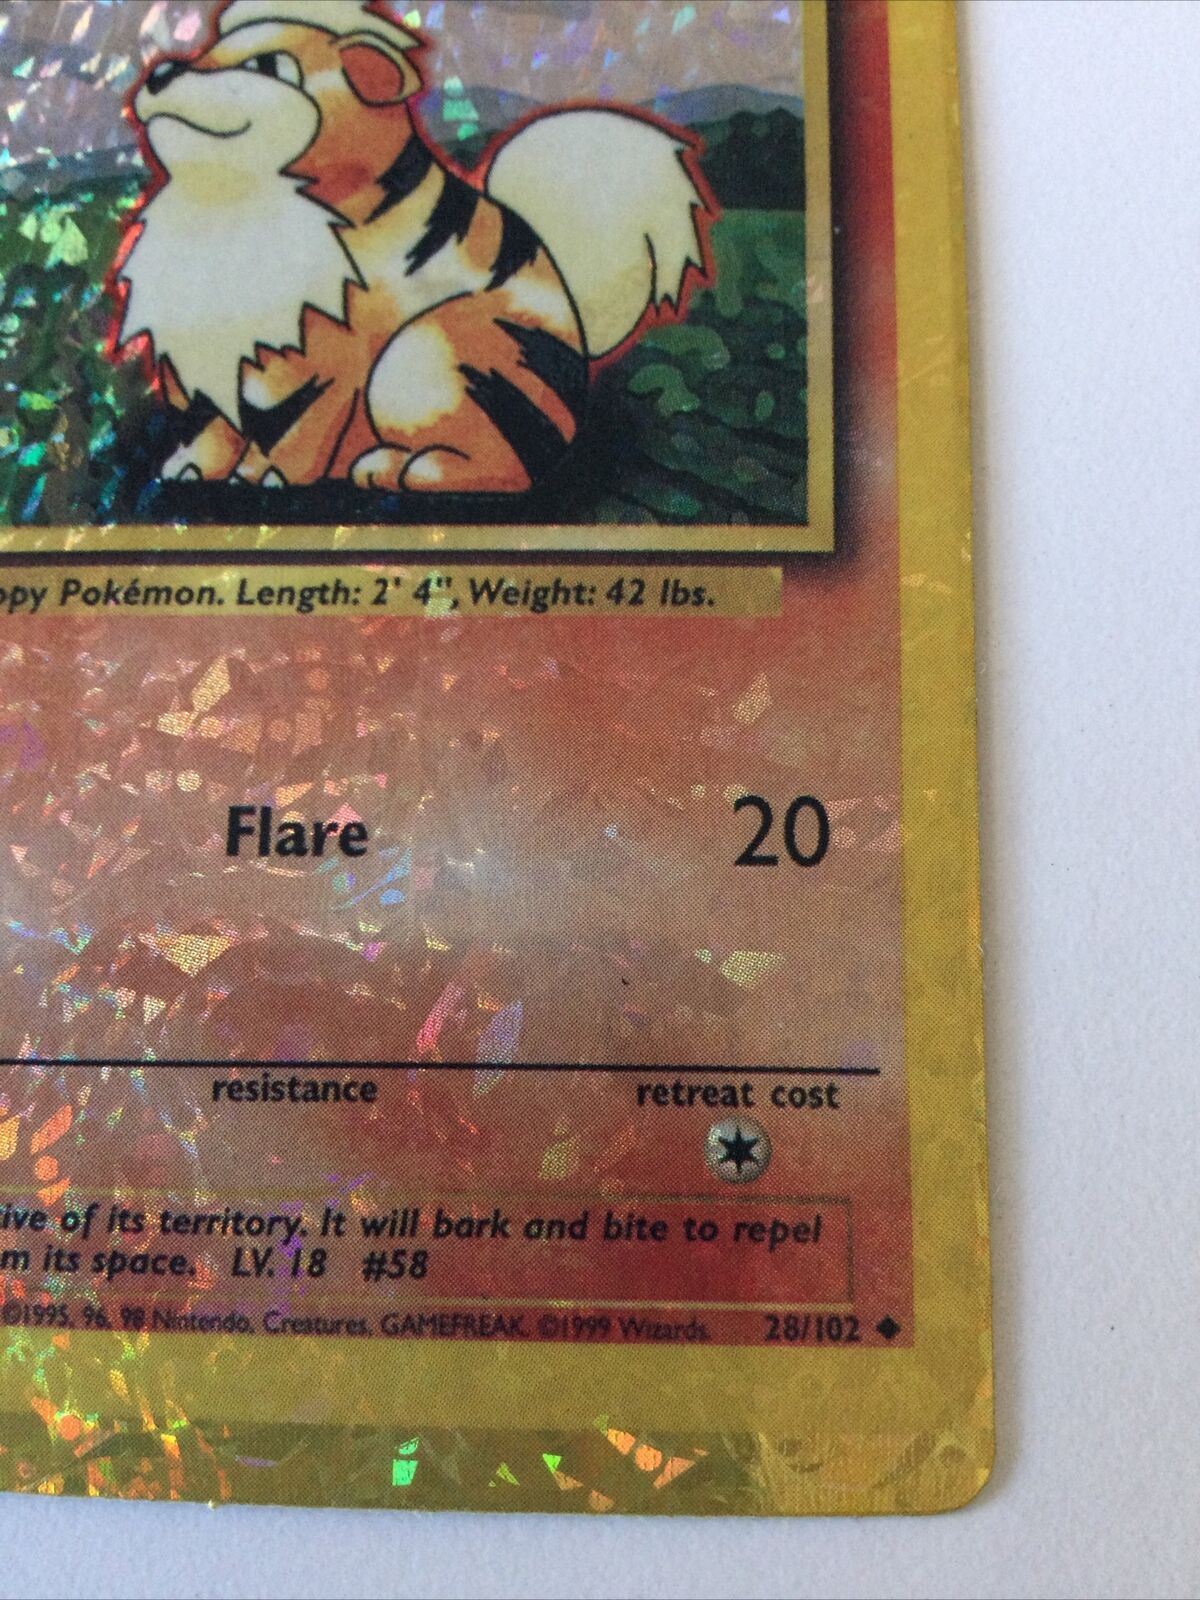 ppy Pokémon. Length: 2' 4", Weight: 42 lbs.
Flare 20
resistance retreat cost
ive of its territory. It will bark and bite to repel
m its space. LV. 18 #58
©1995, 96, 98 Nintendo, Creatures, GAMEFREAK. ©1999 Wizards. 28/102